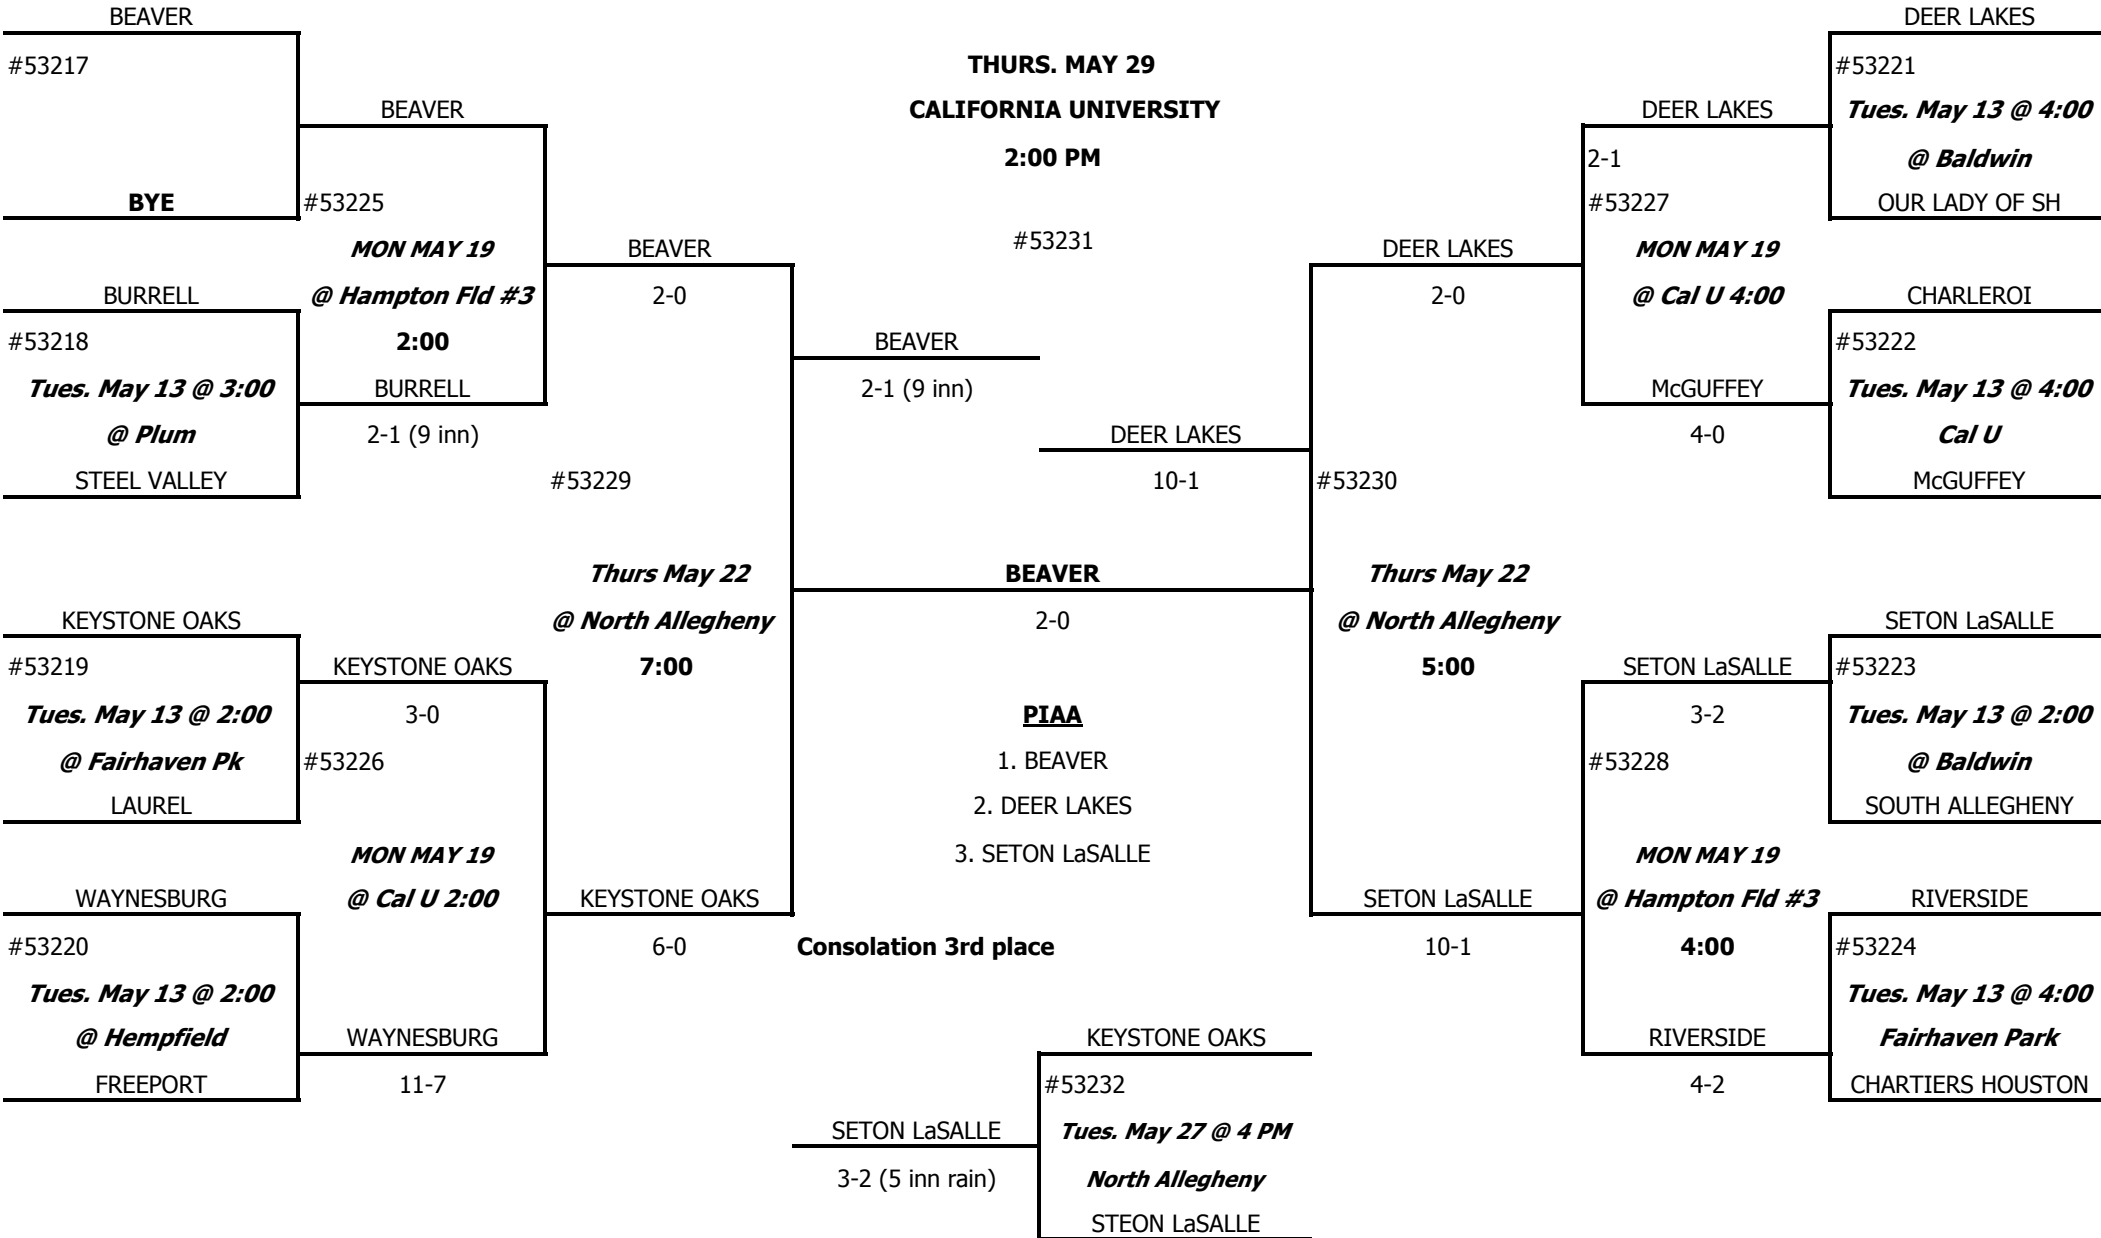 BEAVER
#53217
BEAVER
BYE
#53225
MON MAY 19
@ Hampton Fld #3
2:00
BURRELL
#53218
Tues. May 13 @ 3:00
@ Plum
STEEL VALLEY
BURRELL
2-1 (9 inn)
BEAVER
2-0
#53229
Thurs May 22
@ North Allegheny
7:00
KEYSTONE OAKS
#53219
Tues. May 13 @ 2:00
@ Fairhaven Pk
LAUREL
KEYSTONE OAKS
3-0
#53226
MON MAY 19
@ Cal U 2:00
WAYNESBURG
#53220
Tues. May 13 @ 2:00
@ Hempfield
FREEPORT
WAYNESBURG
11-7
KEYSTONE OAKS
6-0
THURS. MAY 29
CALIFORNIA UNIVERSITY
2:00 PM
#53231
BEAVER
2-1 (9 inn)
DEER LAKES
10-1
BEAVER
2-0
PIAA
1. BEAVER
2. DEER LAKES
3. SETON LaSALLE
Consolation 3rd place
KEYSTONE OAKS
#53232
Tues. May 27 @ 4 PM
North Allegheny
STEON LaSALLE
SETON LaSALLE
3-2 (5 inn rain)
DEER LAKES
2-0
#53230
Thurs May 22
@ North Allegheny
5:00
SETON LaSALLE
10-1
DEER LAKES
2-1
#53227
MON MAY 19
@ Cal U 4:00
McGUFFEY
4-0
SETON LaSALLE
3-2
#53228
MON MAY 19
@ Hampton Fld #3
4:00
RIVERSIDE
4-2
DEER LAKES
#53221
Tues. May 13 @ 4:00
@ Baldwin
OUR LADY OF SH
CHARLEROI
#53222
Tues. May 13 @ 4:00
Cal U
McGUFFEY
SETON LaSALLE
#53223
Tues. May 13 @ 2:00
@ Baldwin
SOUTH ALLEGHENY
RIVERSIDE
#53224
Tues. May 13 @ 4:00
Fairhaven Park
CHARTIERS HOUSTON